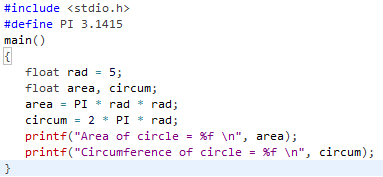 #include <stdio.h>
#define PI 3.1415
main()
{
    float rad = 5;
    float area, circum;
    area = PI * rad * rad;
    circum = 2 * PI * rad;
    printf("Area of circle = %f \n", area);
    printf("Circumference of circle = %f \n", circum);
}